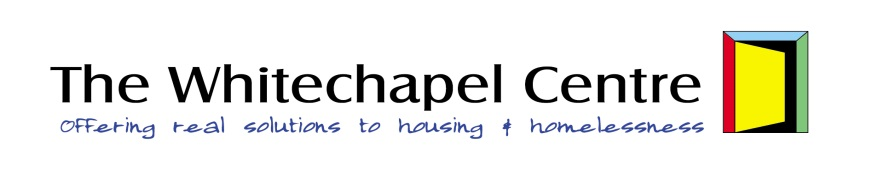 The Whitechapel Centre
Offering real solutions to housing & homelessness